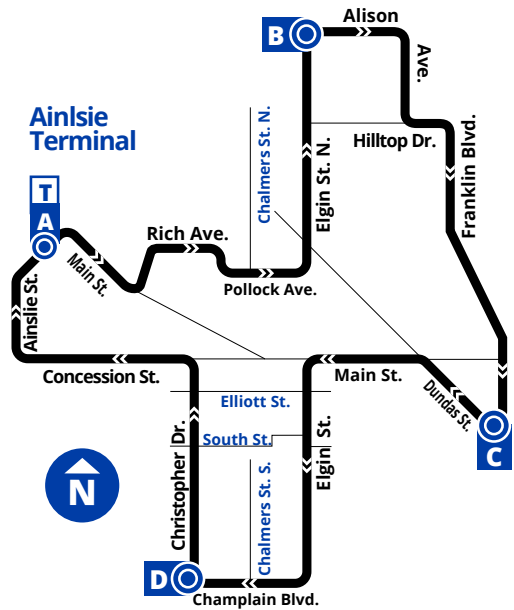 B
Alison
Ave.
Ainlsie
Terminal
Chalmers St. N.
Elgin St. N.
Hilltop Dr.
Franklin Blvd.
T
A
Main St.
Rich Ave.
Pollock Ave.
Ainslie St.
Concession St.
Main St.
Dundas St.
Elliott St.
South St.
Elgin St.
C
Christopher Dr.
Chalmers St. S.
N
D
Champlain Blvd.